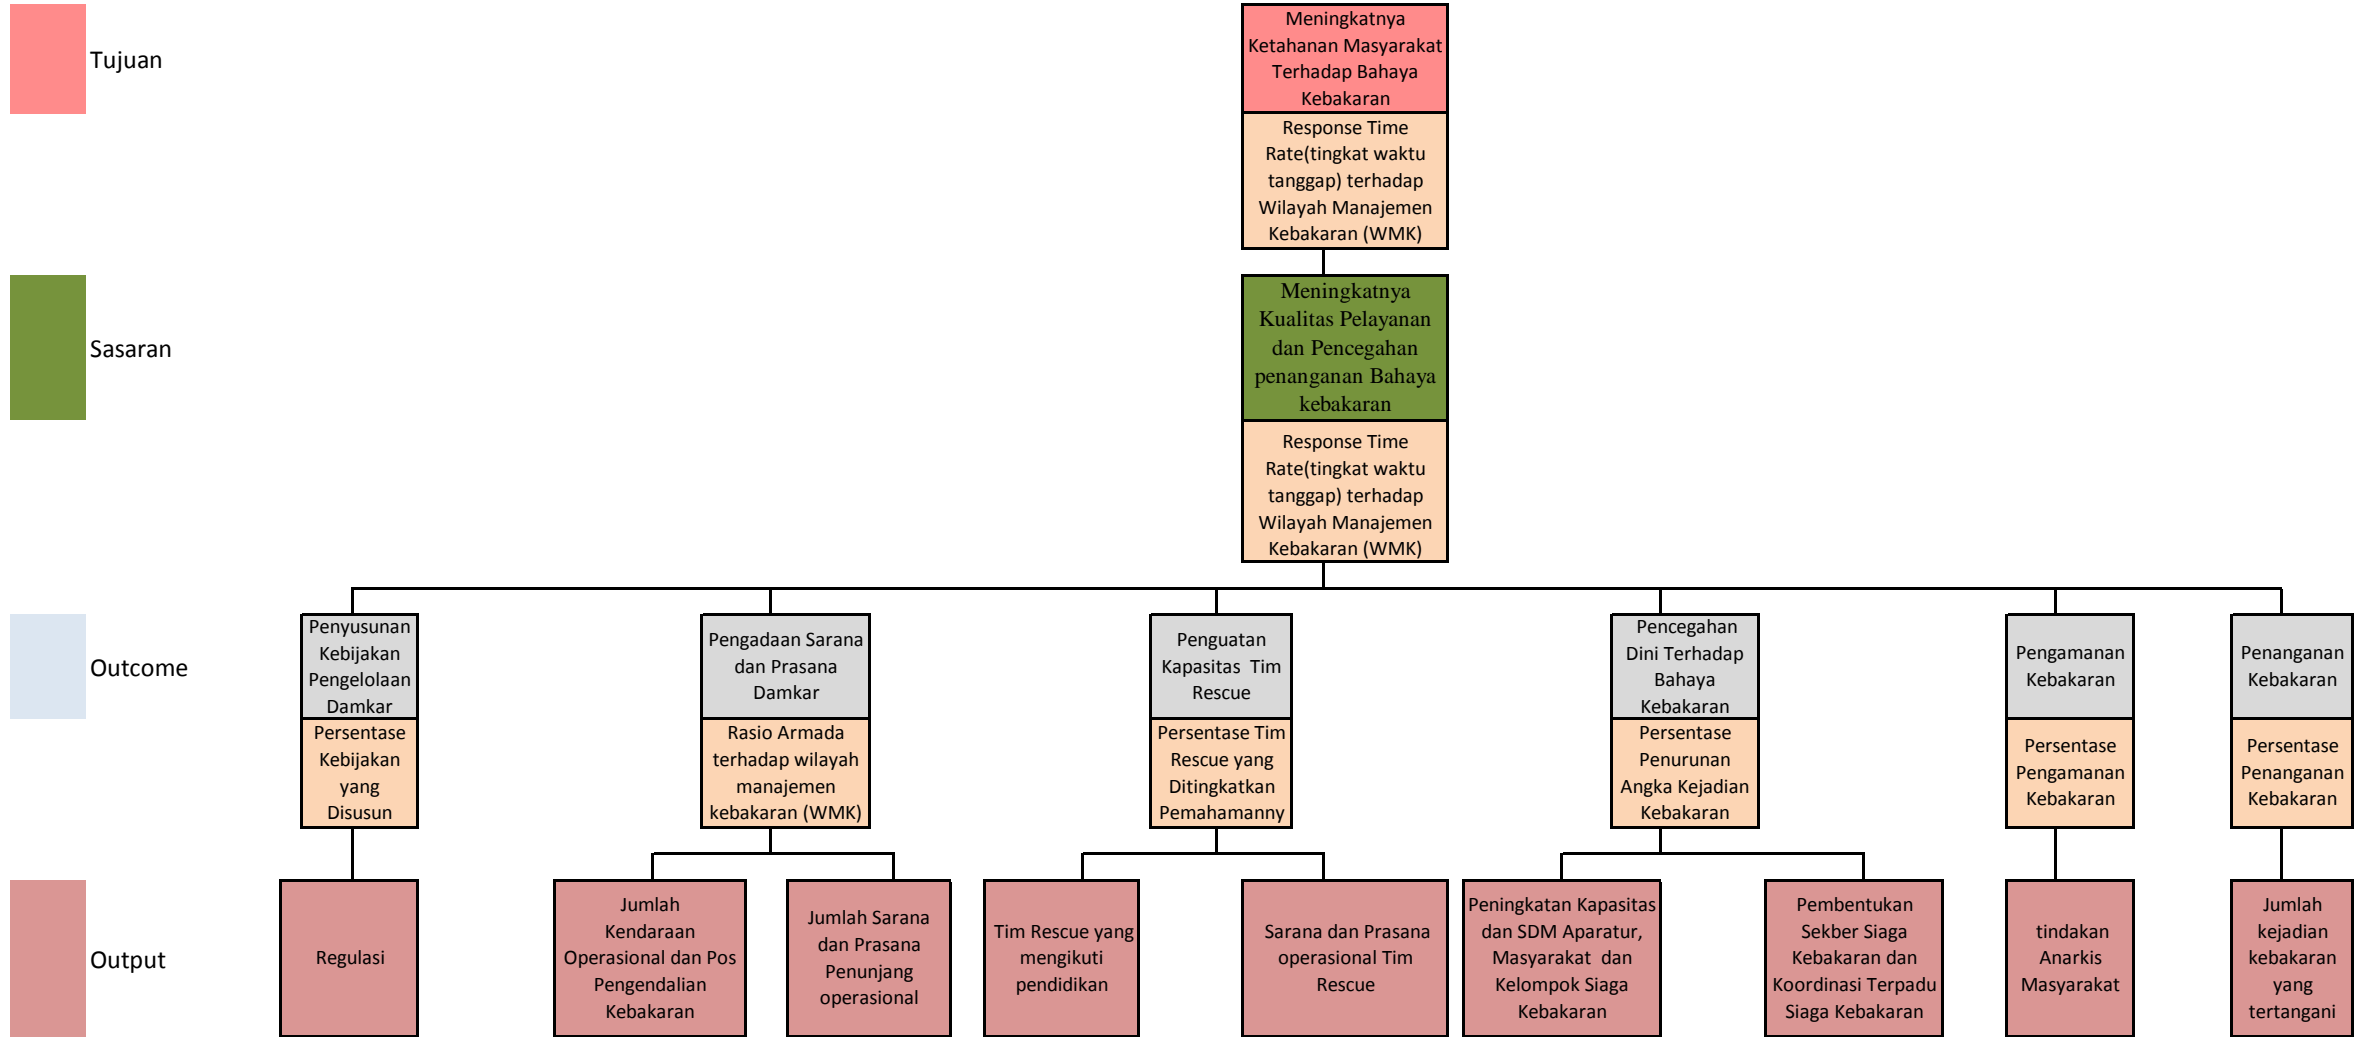 Tujuan
Meningkatnya
Ketahanan Masyarakat
Terhadap Bahaya
Kebakaran
Response Time
Rate(tingkat waktu
tanggap) terhadap
Wilayah Manajemen
Kebakaran (WMK)
Sasaran
Meningkatnya
Kualitas Pelayanan
dan Pencegahan
penanganan Bahaya
kebakaran
Response Time
Rate(tingkat waktu
tanggap) terhadap
Wilayah Manajemen
Kebakaran (WMK)
Outcome
Penyusunan
Kebijakan
Pengelolaan
Damkar
Persentase
Kebijakan
yang
Disusun
Pengadaan Sarana
dan Prasana
Damkar
Rasio Armada
terhadap wilayah
manajemen
kebakaran (WMK)
Penguatan
Kapasitas Tim
Rescue
Persentase Tim
Rescue yang
Ditingkatkan
Pemahamanny
Pencegahan
Dini Terhadap
Bahaya
Kebakaran
Persentase
Penurunan
Angka Kejadian
Kebakaran
Pengamanan
Kebakaran
Persentase
Pengamanan
Kebakaran
Penanganan
Kebakaran
Persentase
Penanganan
Kebakaran
Output
Regulasi
Jumlah
Kendaraan
Operasional dan Pos
Pengendalian
Kebakaran
Jumlah Sarana
dan Prasana
Penunjang
operasional
Tim Rescue yang
mengikuti
pendidikan
Sarana dan Prasana
operasional Tim
Rescue
Peningkatan Kapasitas
dan SDM Aparatur,
Masyarakat dan
Kelompok Siaga
Kebakaran
Pembentukan
Sekber Siaga
Kebakaran dan
Koordinasi Terpadu
Siaga Kebakaran
tindakan
Anarkis
Masyarakat
Jumlah
kejadian
kebakaran
yang
tertangani